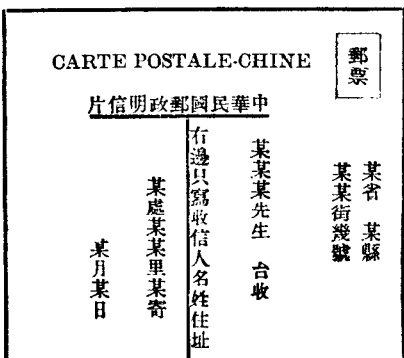 CARTE POSTALE-CHINE
郵票
片信明政郵國民華中
某省 某縣
某某街幾號
某某某先生 台收
右邊只寫收信人名姓住址
某處某某里某寄
某月某日